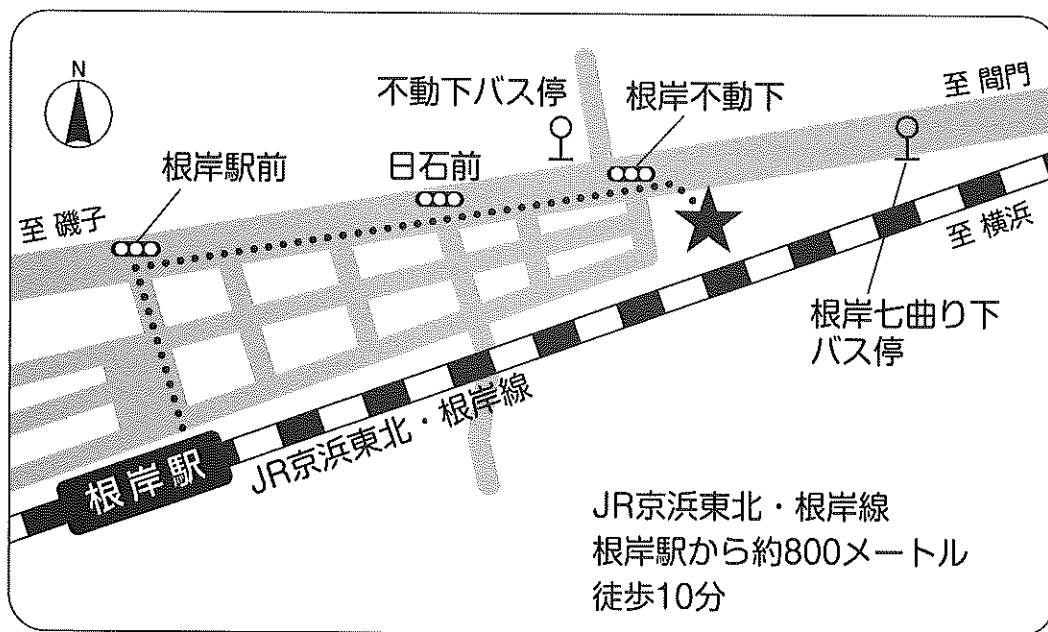 N
不動下バス停
根岸不動下
至 間門
根岸駅前
日石前
至 磯子
至 横浜
根岸七曲り下
バス停
JR京浜東北・根岸線
根岸駅
JR京浜東北・根岸線
根岸駅から約800メートル
徒歩10分